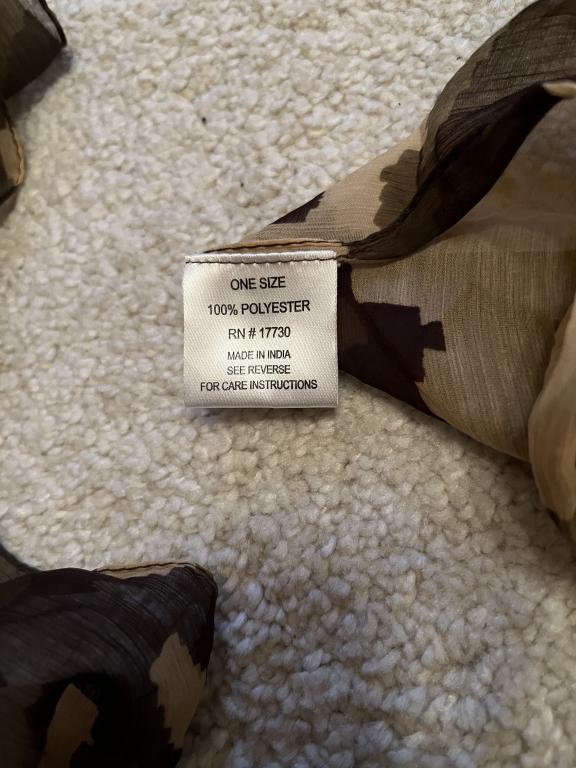 ONE SIZE
100% POLYESTER
RN # 17730
MADE IN INDIA
SEE REVERSE
FOR CARE INSTRUCTIONS